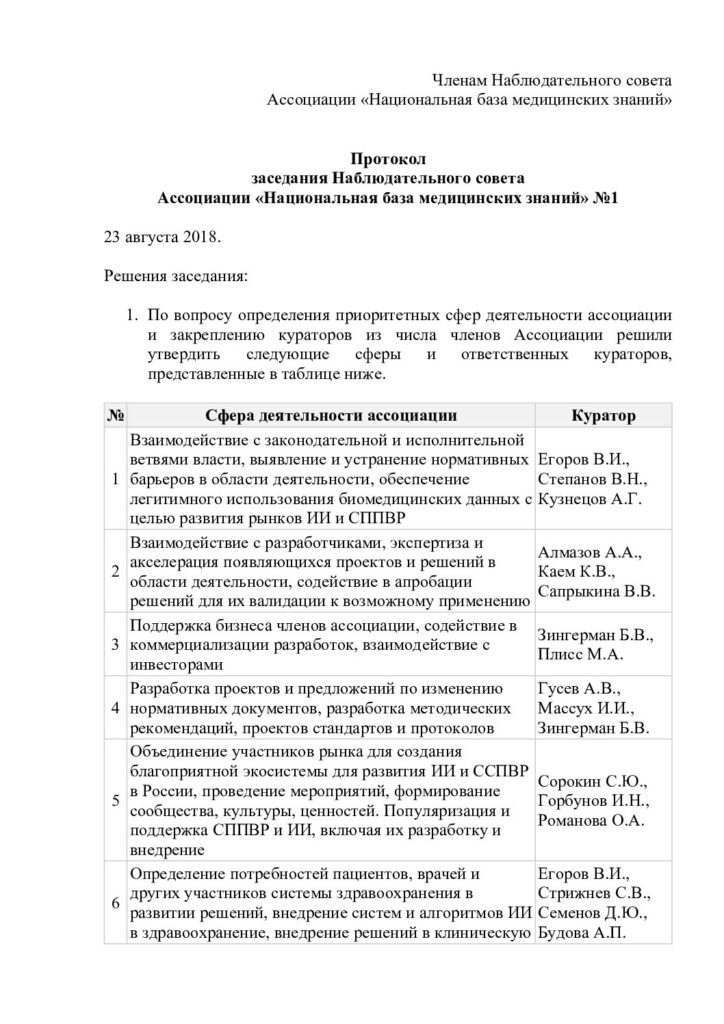 Членам Наблюдательного совета
Ассоциации «Национальная база медицинских знаний»
Протокол
заседания Наблюдательного совета
Ассоциации «Национальная база медицинских знаний» №1
23 августа 2018.
Решения заседания:
1. По вопросу определения приоритетных сфер деятельности ассоциации
и закреплению кураторов из числа членов Ассоциации решили
утвердить следующие сферы и ответственных кураторов,
представленные в таблице ниже.
№ Сфера деятельности ассоциации Куратор
Взаимодействие с законодательной и исполнительной
ветвями власти, выявление и устранение нормативных Егоров В.И.,
1 барьеров в области деятельности, обеспечение Степанов В.Н.,
легитимного использования биомедицинских данных с Кузнецов А.Г.
целью развития рынков ИИ и СППВР
Взаимодействие с разработчиками, экспертиза и
акселерация появляющихся проектов и решений в Алмазов А.А.,
2 области деятельности, содействие в апробации Каем К.В.,
решений для их валидации к возможному применению Сапрыкина В.В.
Поддержка бизнеса членов ассоциации, содействие в
3 коммерциализации разработок, взаимодействие с Зингерман Б.В.,
инвесторами Плисс М.А.
Разработка проектов и предложений по изменению Гусев А.В.,
4 нормативных документов, разработка методических Массух И.И.,
рекомендаций, проектов стандартов и протоколов Зингерман Б.В.
Объединение участников рынка для создания
благоприятной экосистемы для развития ИИ и ССПВР
в России, проведение мероприятий, формирование Сорокин С.Ю.,
5 сообщества, культуры, ценностей. Популяризация и Горбунов И.Н.,
поддержка СППВР и ИИ, включая их разработку и Романова О.А.
внедрение
Определение потребностей пациентов, врачей и Егоров В.И.,
6 других участников системы здравоохранения в Стрижнев С.В.,
развитии решений, внедрение систем и алгоритмов ИИ Семенов Д.Ю.,
в здравоохранение, внедрение решений в клиническую Будова А.П.